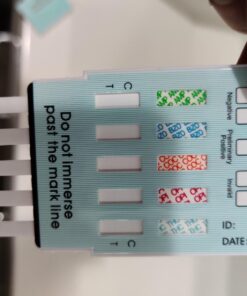 Negative
Preliminary
Positive
Invalid
ID:
DATE
C
T
C
T
Do not immerse
past the mark line